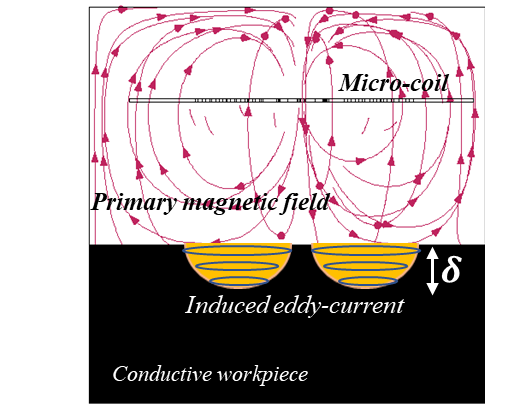 Micro-coil
Primary magnetic field
δ
Induced eddy-current
Conductive workpiece